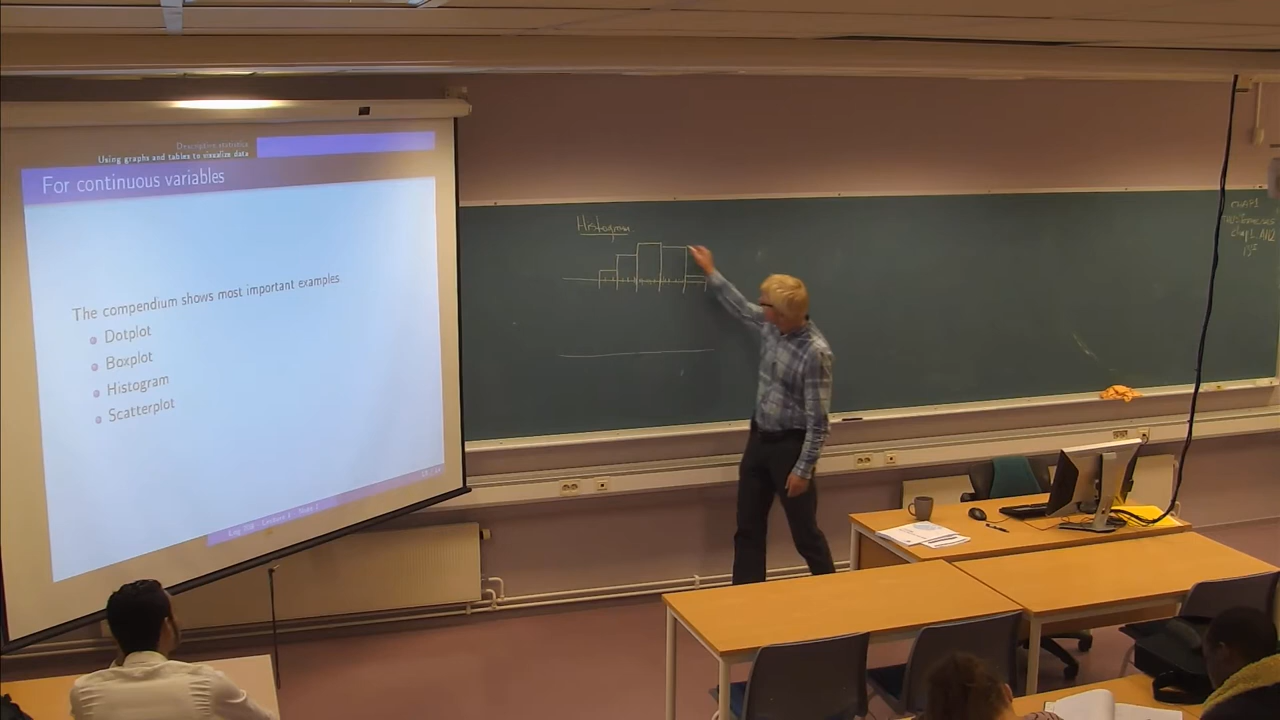 Descriptive statistics
Using graphs and tables to visualize data
For continuous variables
The compendium shows most important examples
Dotplot
Boxplot
Histogram
Scatterplot
Histogram